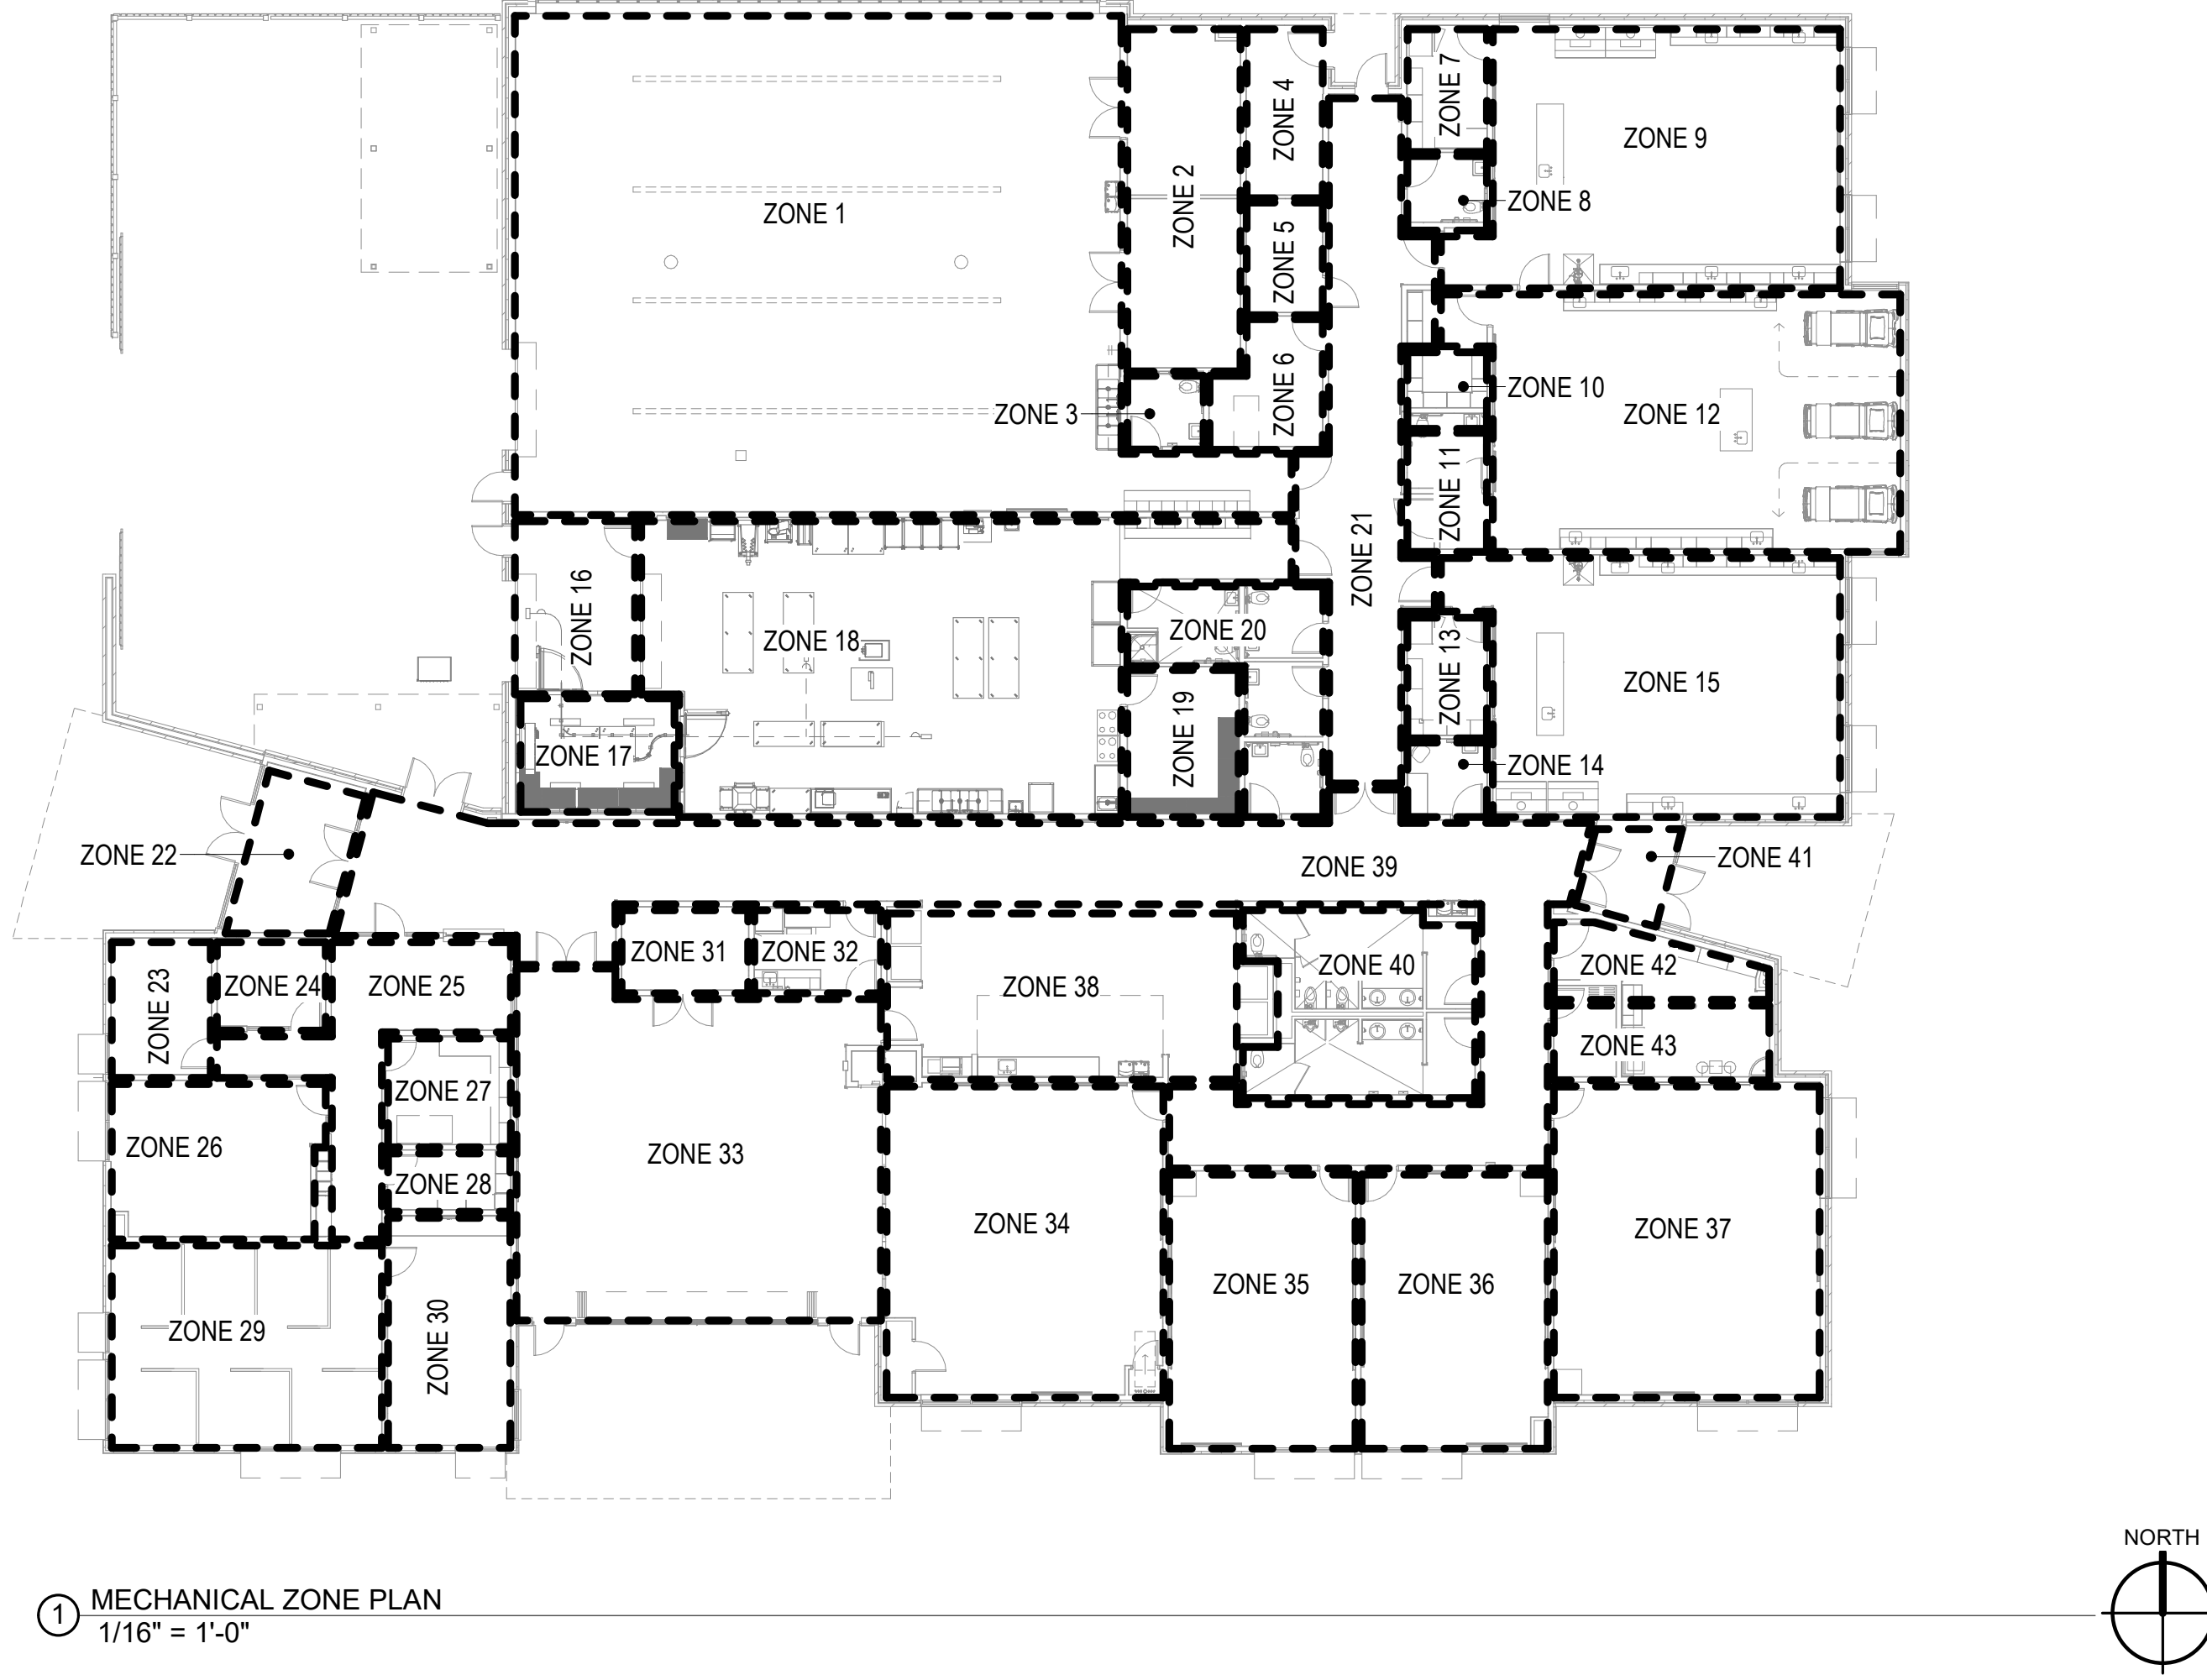 ZONE 1
ZONE 2
ZONE 3
ZONE 4
ZONE 5
ZONE 6
ZONE 7
ZONE 8
ZONE 9
ZONE 10
ZONE 11
ZONE 12
ZONE 13
ZONE 14
ZONE 15
ZONE 16
ZONE 17
ZONE 18
ZONE 19
ZONE 20
ZONE 21
ZONE 22
ZONE 23
ZONE 24
ZONE 25
ZONE 26
ZONE 27
ZONE 28
ZONE 29
ZONE 30
ZONE 31
ZONE 32
ZONE 33
ZONE 34
ZONE 35
ZONE 36
ZONE 37
ZONE 38
ZONE 39
ZONE 40
ZONE 41
ZONE 42
ZONE 43
NORTH
1 MECHANICAL ZONE PLAN
1/16" = 1'-0"